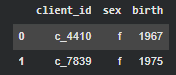 client_id sex birth
0 c_4410 f 1967
1 c_7839 f 1975